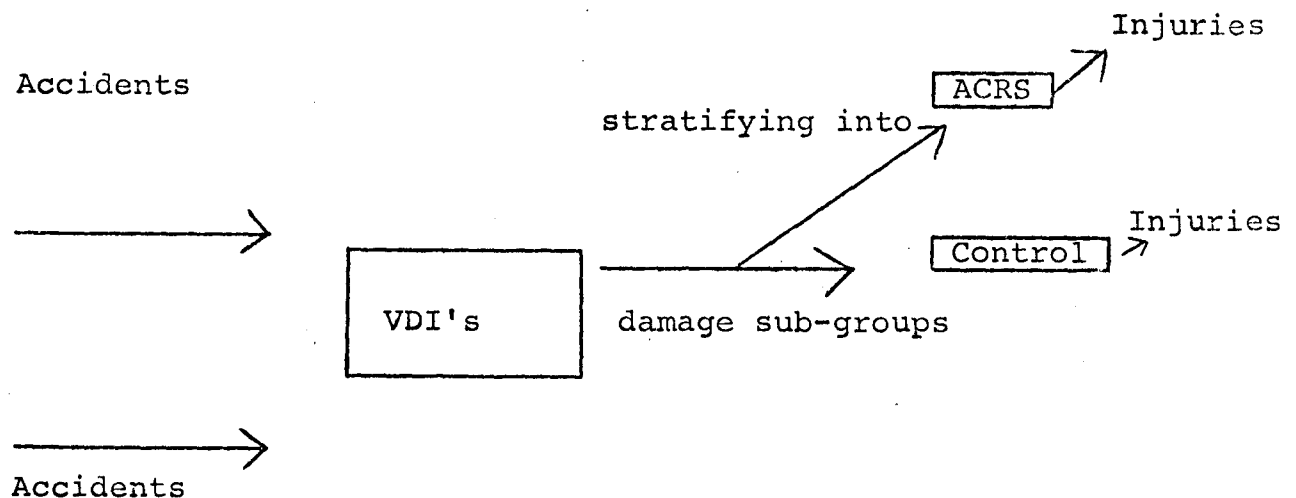 Injuries
Accidents
ACRS
stratifying into
Injuries
Control
VDI's
damage sub-groups
Accidents